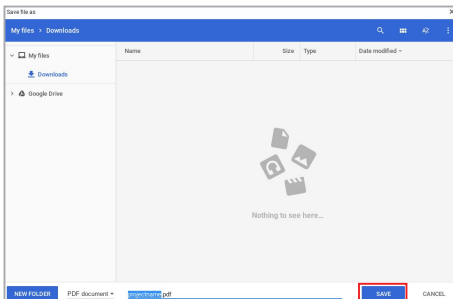 Save file as
My files > Downloads
My files
Downloads
Google Drive
Name Size Type Date modified
Nothing to see here...
NEW FOLDER PDF document projectname.pdf SAVE CANCEL